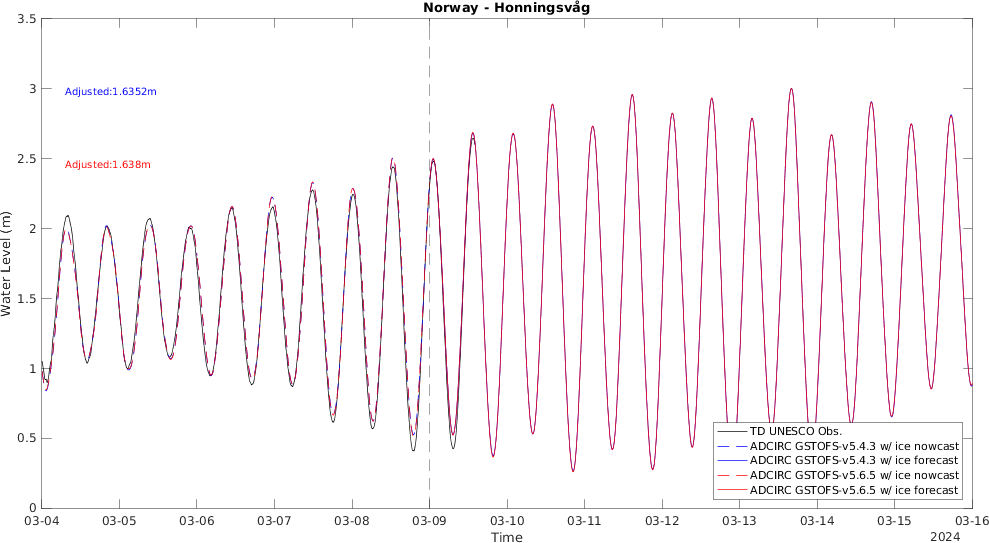 Norway - Honningsvåg
3.5
3
2.5
2
1.5
1
0.5
0
Water Level (m)
Adjusted:1.6352m
Adjusted:1.638m
TD UNESCO Obs.
ADCIRC GSTOFS-v5.4.3 w/ ice nowcast
ADCIRC GSTOFS-v5.4.3 w/ ice forecast
ADCIRC GSTOFS-v5.6.5 w/ ice nowcast
ADCIRC GSTOFS-v5.6.5 w/ ice forecast
03-04 03-05 03-06 03-07 03-08 03-09 03-10 03-11 03-12 03-13 03-14 03-15 03-16
Time
2024